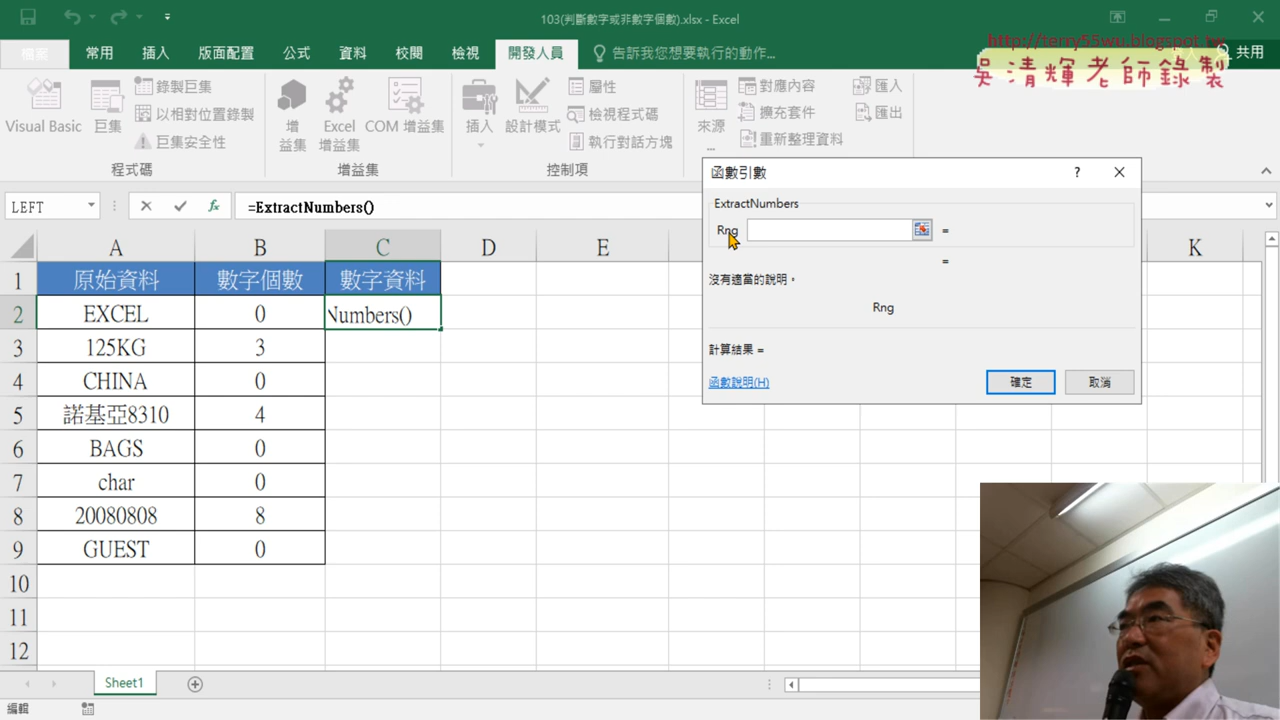 103(判斷數字或非數字個數).xlsx - Excel
http://terry55wu.blogspot.tw
吳清輝老師錄製
檔案 常用 插入 版面配置 公式 資料 校閱 檢視 開發人員 告訴我您想要執行的動作... 共用
Visual Basic 巨集 錄製巨集 以相對位置錄製 巨集安全性
增益集 Excel 增益集 COM 增益集
插入 設計模式 屬性 檢視程式碼 執行對話方塊
來源... 對應內容 擴充套件 重新整理資料 匯入 匯出
程式碼 增益集 控制項
LEFT fx =ExtractNumbers()
函數引數 ?
ExtractNumbers
Rng =
=
沒有適當的說明。
Rng
計算結果 =
函數說明(H) 確定 取消
A B C D E K
1 原始資料 數字個數 數字資料
2 EXCEL 0 Numbers()
3 125KG 3
4 CHINA 0
5 諾基亞8310 4
6 BAGS 0
7 char 0
8 20080808 8
9 GUEST 0
10
11
12
Sheet1
編輯